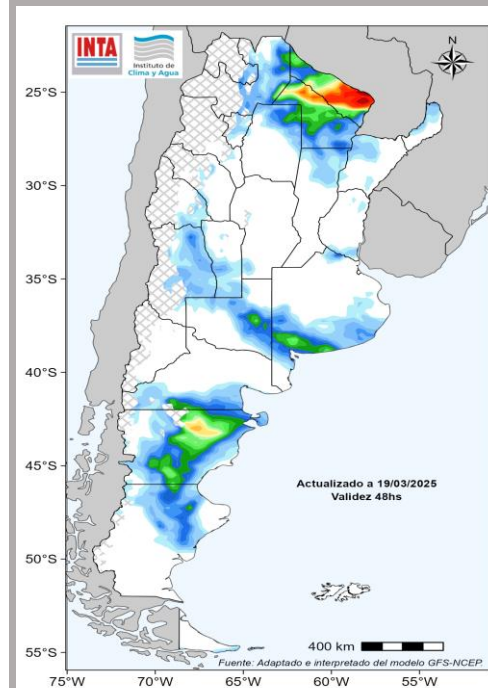 INTA
Instituto de
Clima y Agua
25°S
30°S
35°S
40°S
45°S
50°S
55°S
Actualizado a 19/03/2025
Validez 48hs
400 km
Fuente: Adaptado e interpretado del modelo GFS-NCEP.
75°W
70°W
65°W
60°W
55°W